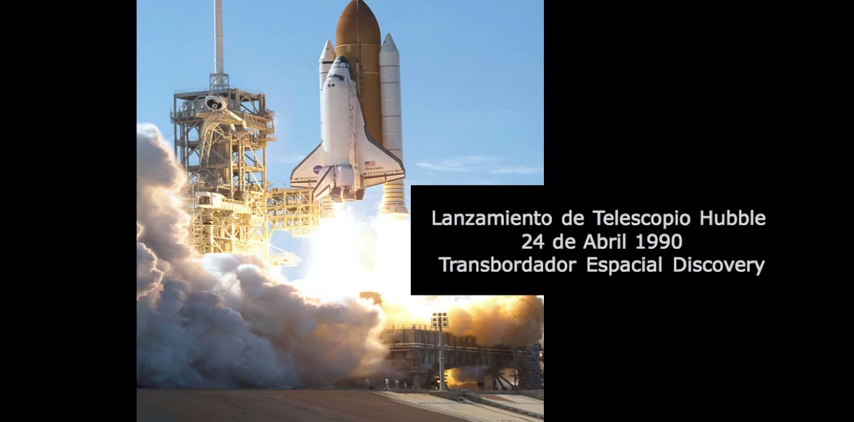 Lanzamiento de Telescopio Hubble
24 de Abril 1990
Transbordador Espacial Discovery